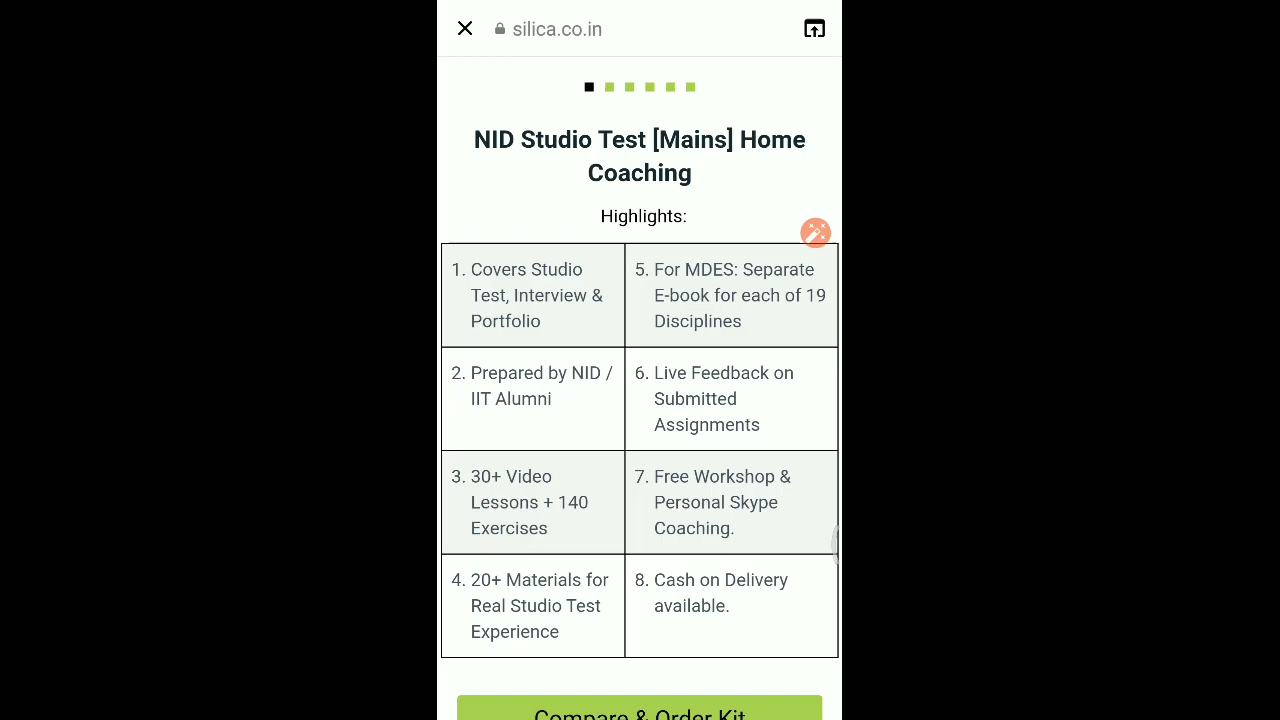 silica.co.in
NID Studio Test [Mains] Home
Coaching
Highlights:
1. Covers Studio
Test, Interview &
Portfolio
5. For MDES: Separate
E-book for each of 19
Disciplines
2. Prepared by NID /
IIT Alumni
6. Live Feedback on
Submitted
Assignments
3. 30+ Video
Lessons + 140
Exercises
7. Free Workshop &
Personal Skype
Coaching.
4. 20+ Materials for
Real Studio Test
Experience
8. Cash on Delivery
available.
Compare & Order Kit